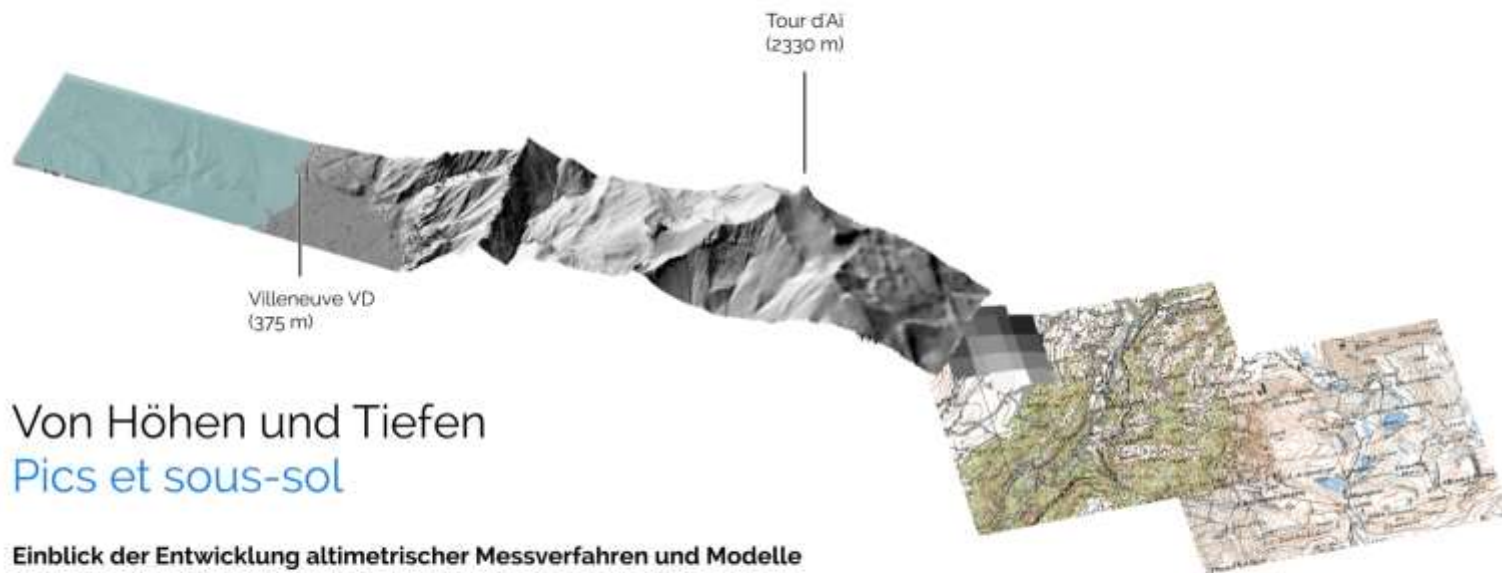 Tour d'Aï
(2330 m)
Villeneuve VD
(375 m)
Von Höhen und Tiefen
Pics et sous-sol
Einblick der Entwicklung altimetrischer Messverfahren und Modelle